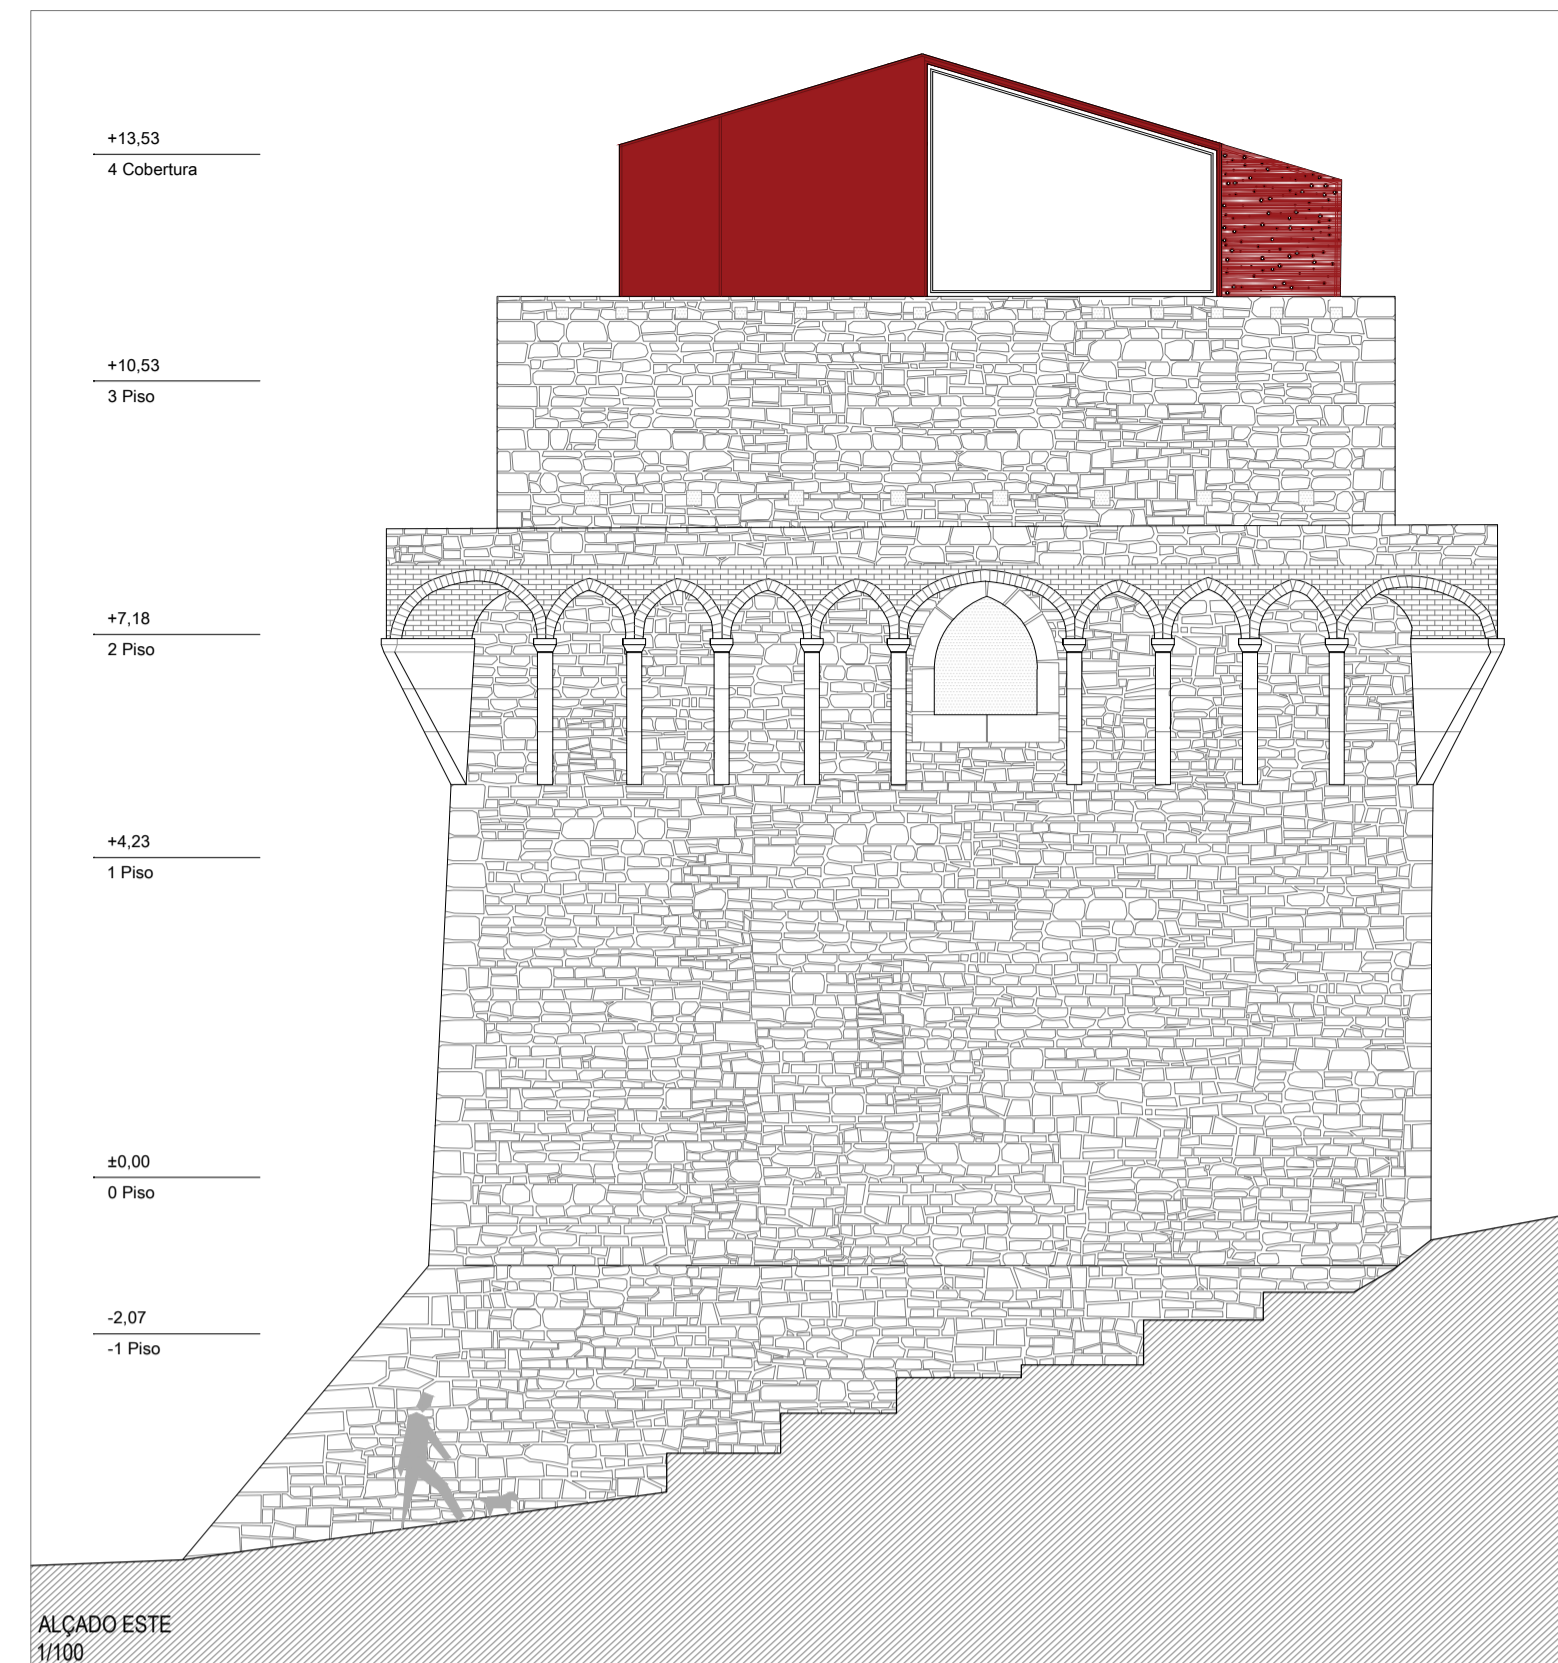 +13,53
4 Cobertura
+10,53
3 Piso
+7,18
2 Piso
+4,23
1 Piso
±0,00
0 Piso
-2,07
-1 Piso
ALÇADO ESTE
1/100